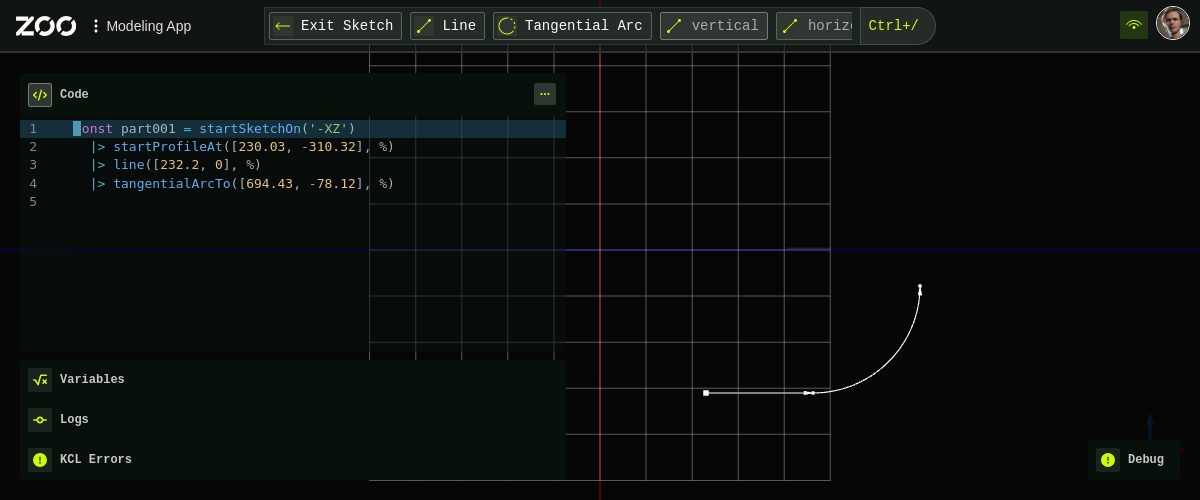 ZOO
Modeling App
Exit Sketch
Line
Tangential Arc
vertical
horiz
Ctrl+/
Code
1 const part001 = startSketchOn('-XZ')
2 |> startProfileAt([230.03, -310.32], %)
3 |> line([232.2, 0], %)
4 |> tangentialArcTo([694.43, -78.12], %)
5
Variables
Logs
KCL Errors
Debug